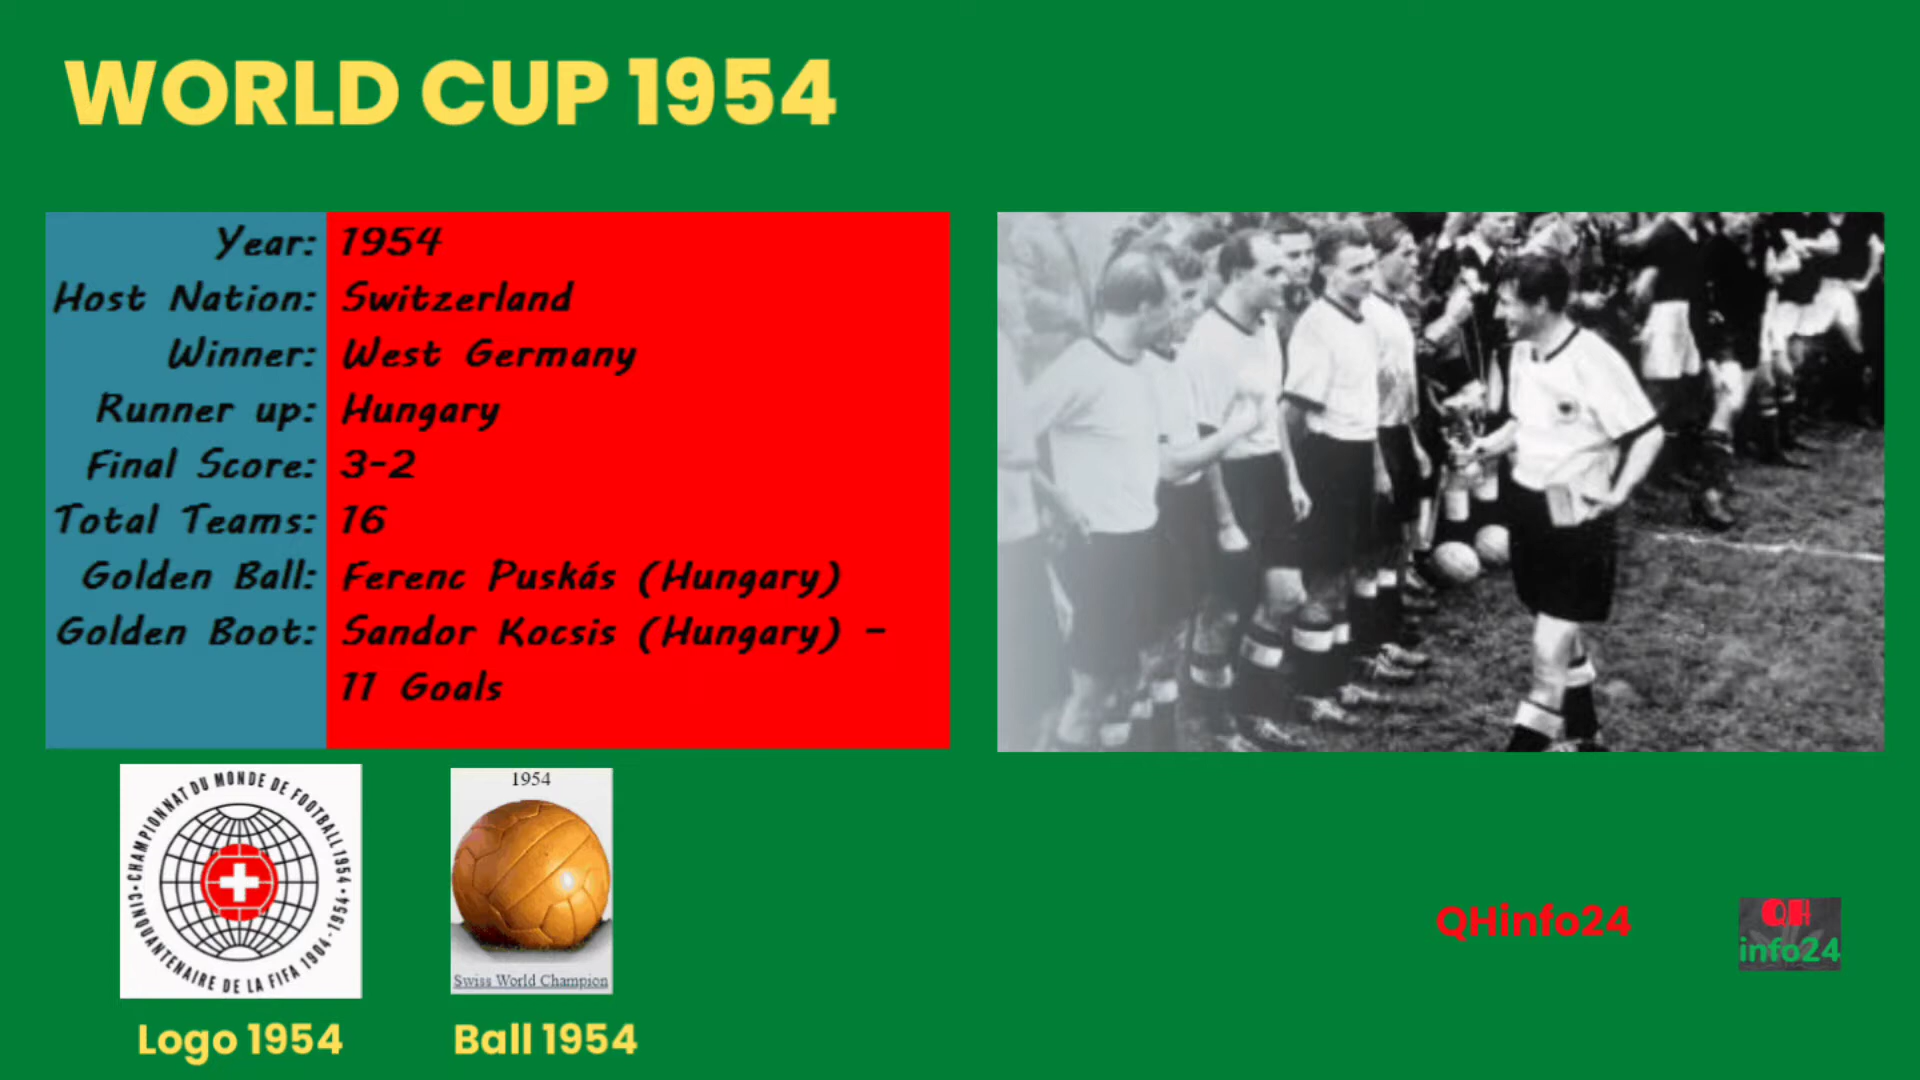 WORLD CUP 1954
Year: 1954
Host Nation: Switzerland
Winner: West Germany
Runner up: Hungary
Final Score: 3-2
Total Teams: 16
Golden Ball: Ferenc Puskás (Hungary)
Golden Boot: Sandor Kocsis (Hungary) -
11 Goals
CHAMPIONNAT DU MONDE DE FOOTBALL 1954 •
CINQUANTENAIRE DE LA FIFA 1904-1954 •
Logo 1954
1954
Swiss World Champion
Ball 1954
QHinfo24
QH
info24